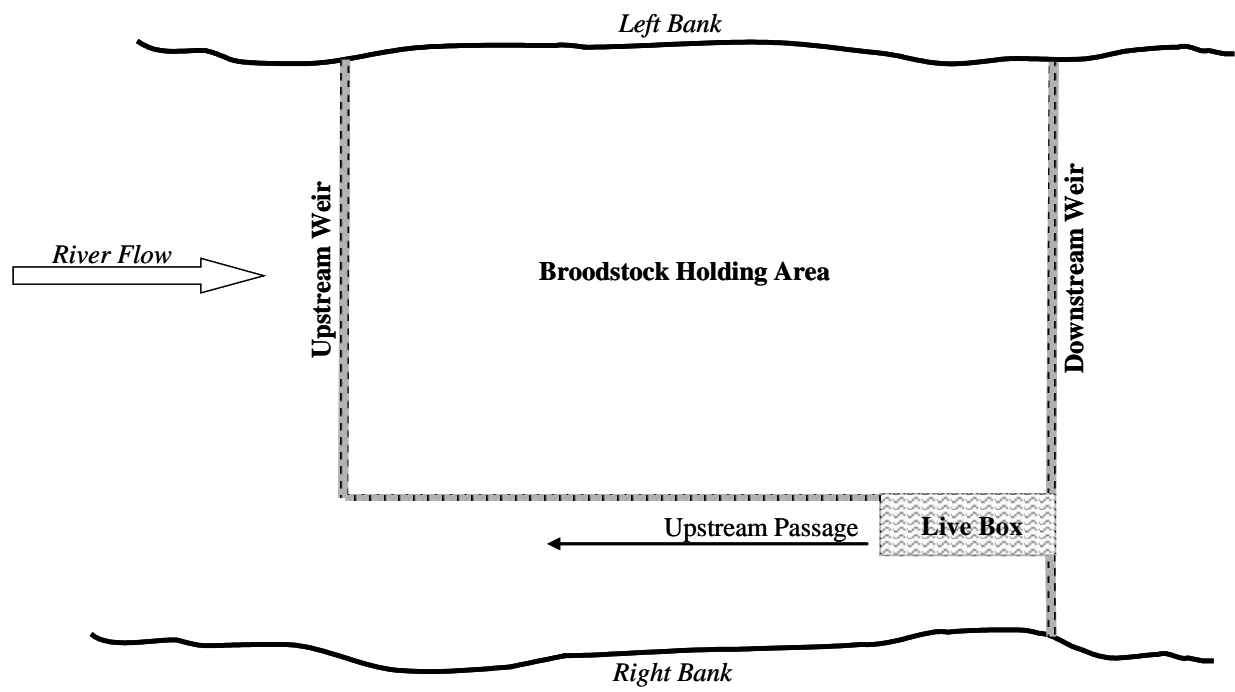 Left Bank
River Flow
Upstream Weir
Broodstock Holding Area
Downstream Weir
Upstream Passage
Live Box
Right Bank